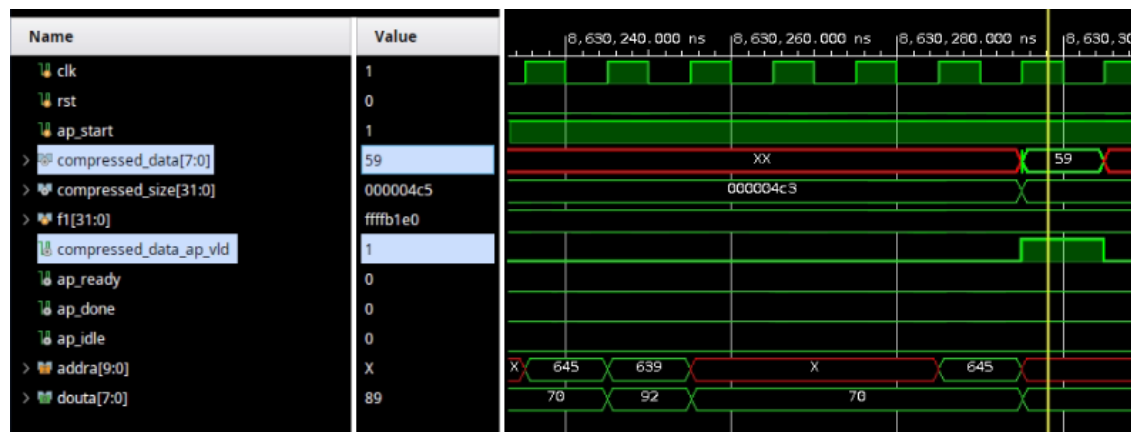 Name Value 8,630,240.000 ns 8,630,260.000 ns 8,630,280.000 ns 8,630,30
clk 1
rst 0
ap_start 1
compressed_data[7:0] 59 XX 59
compressed_size[31:0] 000004c5 000004c3
f1[31:0] ffffb1e0
compressed_data_ap_vld 1
ap_ready 0
ap_done 0
ap_idle 0
addra[9:0] X X 645 639 X 645
douta[7:0] 89 70 92 70